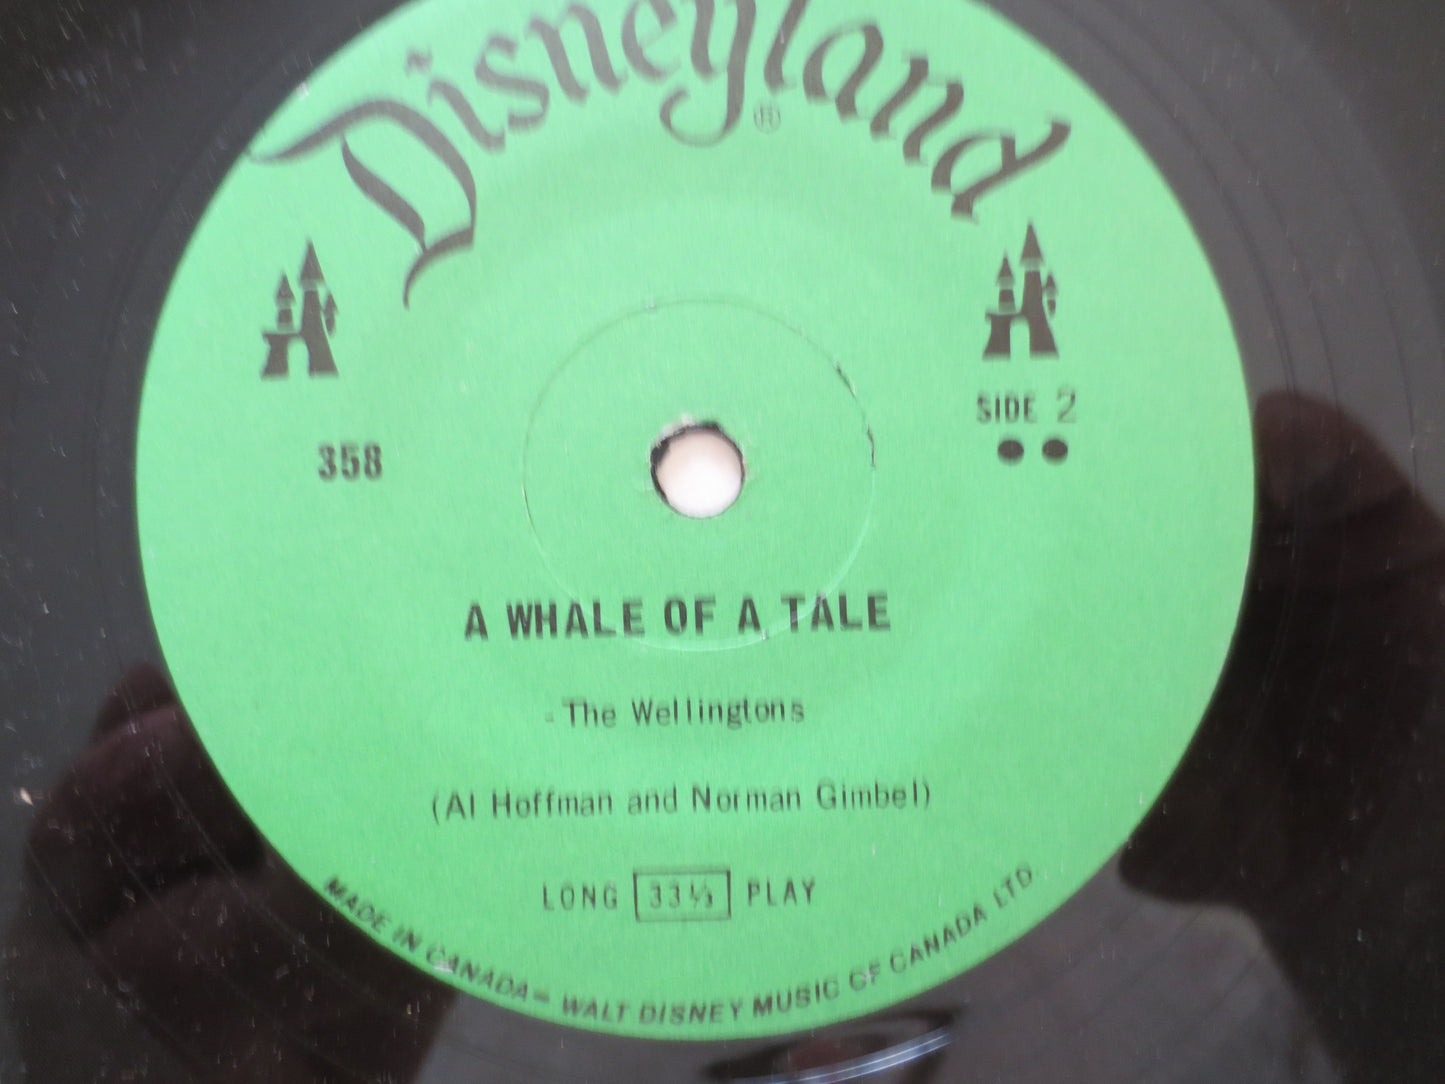 Disneyland
®
SIDE 2
358
A WHALE OF A TALE
- The Wellingtons
(Al Hoffman and Norman Gimbel)
LONG 33⅓ PLAY
MADE IN CANADA - WALT DISNEY MUSIC OF CANADA LTD.